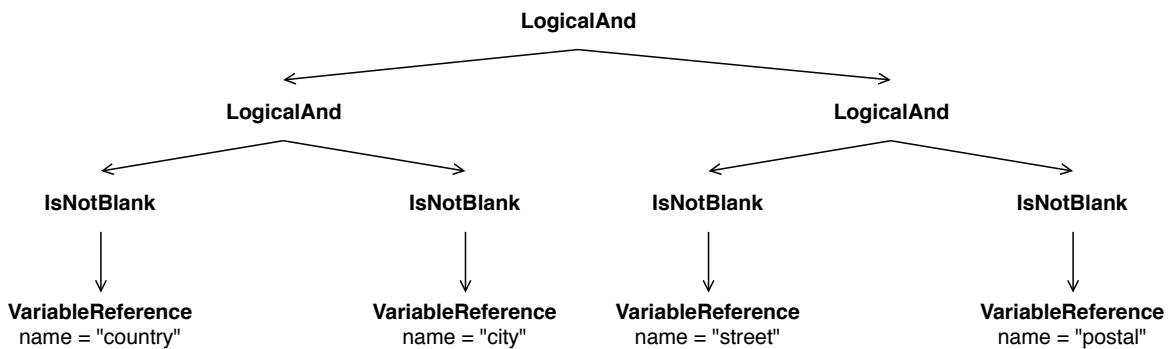 LogicalAnd
LogicalAnd
LogicalAnd
IsNotBlank
IsNotBlank
IsNotBlank
IsNotBlank
VariableReference
name = "country"
VariableReference
name = "city"
VariableReference
name = "street"
VariableReference
name = "postal"